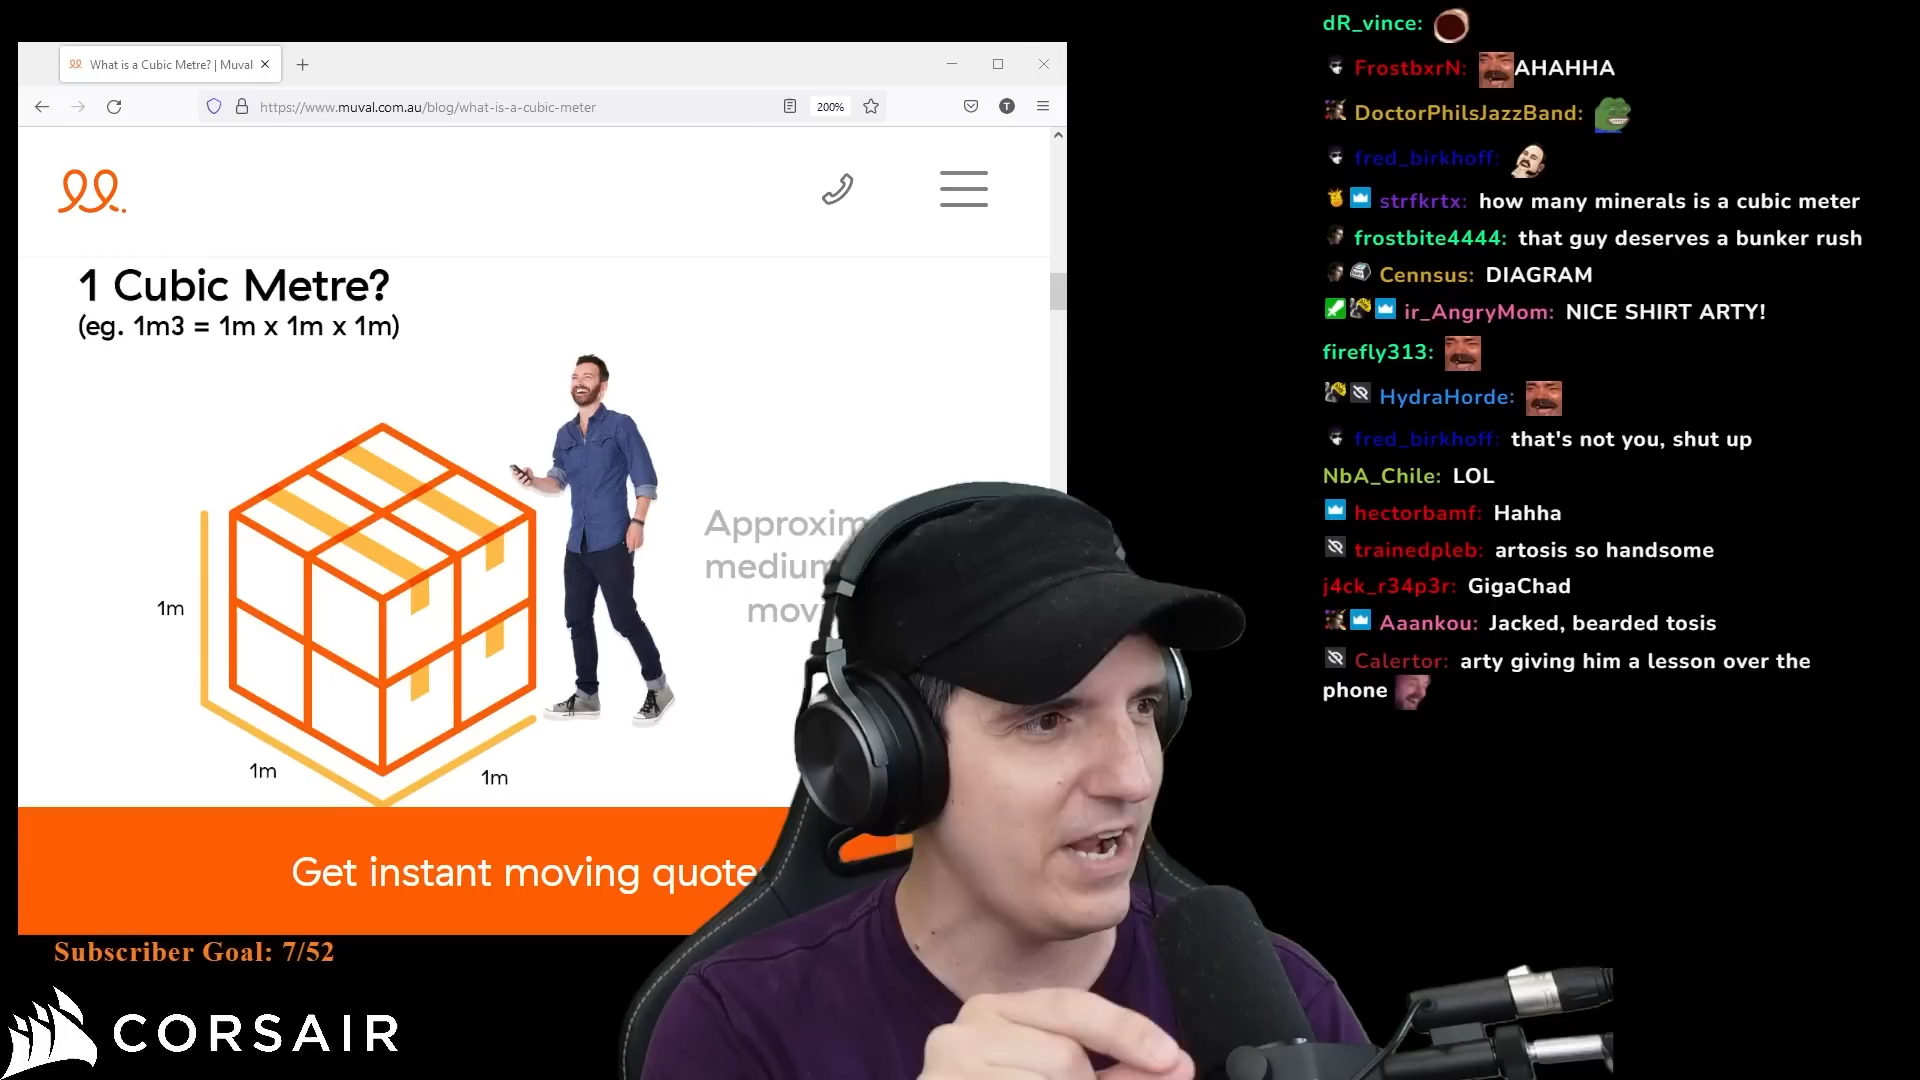 What is a Cubic Metre? | Muval
https://www.muval.com.au/blog/what-is-a-cubic-meter
200%
T
1 Cubic Metre?
(eg. 1m3 = 1m x 1m x 1m)
1m
1m
1m
medium
Get instant moving quote
Subscriber Goal: 7/52
CORSAIR
dR_vince:
FrostbxrN: AHAHHA
DoctorPhilsJazzBand:
fred_birkhoff:
strfkrtx: how many minerals is a cubic meter
frostbite4444: that guy deserves a bunker rush
Cennsus: DIAGRAM
ir_AngryMom: NICE SHIRT ARTY!
firefly313:
HydraHorde:
fred_birkhoff: that's not you, shut up
NbA_Chile: LOL
hectorbamf: Hahha
trainedpleb: artosis so handsome
j4ck_r34p3r: GigaChad
Aaankou: Jacked, bearded tosis
Calertor: arty giving him a lesson over the
phone